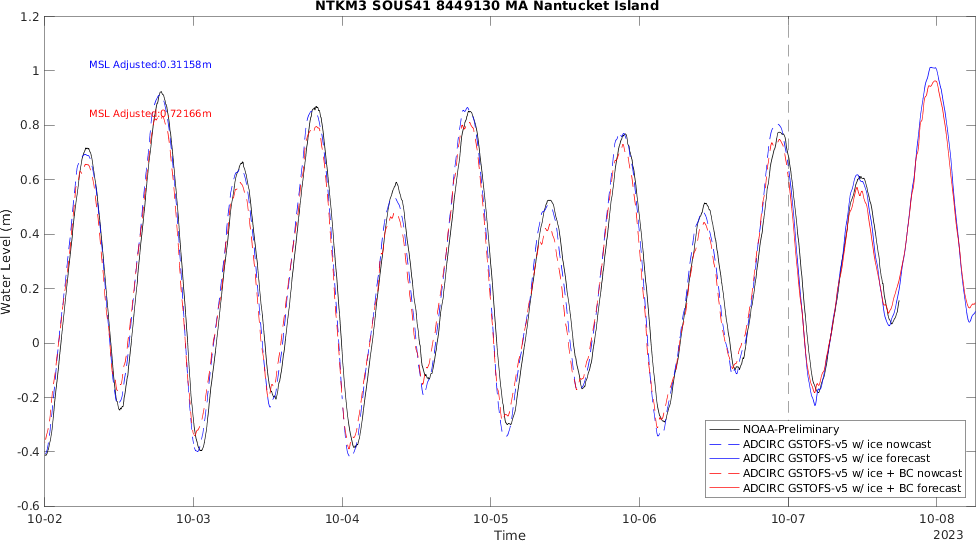 NTKM3 SOUS41 8449130 MA Nantucket Island
1.2
1
0.8
0.6
0.4
0.2
0
-0.2
-0.4
-0.6
Water Level (m)
MSL Adjusted:0.31158m
MSL Adjusted:0.72166m
NOAA-Preliminary
ADCIRC GSTOFS-v5 w/ ice nowcast
ADCIRC GSTOFS-v5 w/ ice forecast
ADCIRC GSTOFS-v5 w/ ice + BC nowcast
ADCIRC GSTOFS-v5 w/ ice + BC forecast
10-02 10-03 10-04 10-05 10-06 10-07 10-08
Time
2023